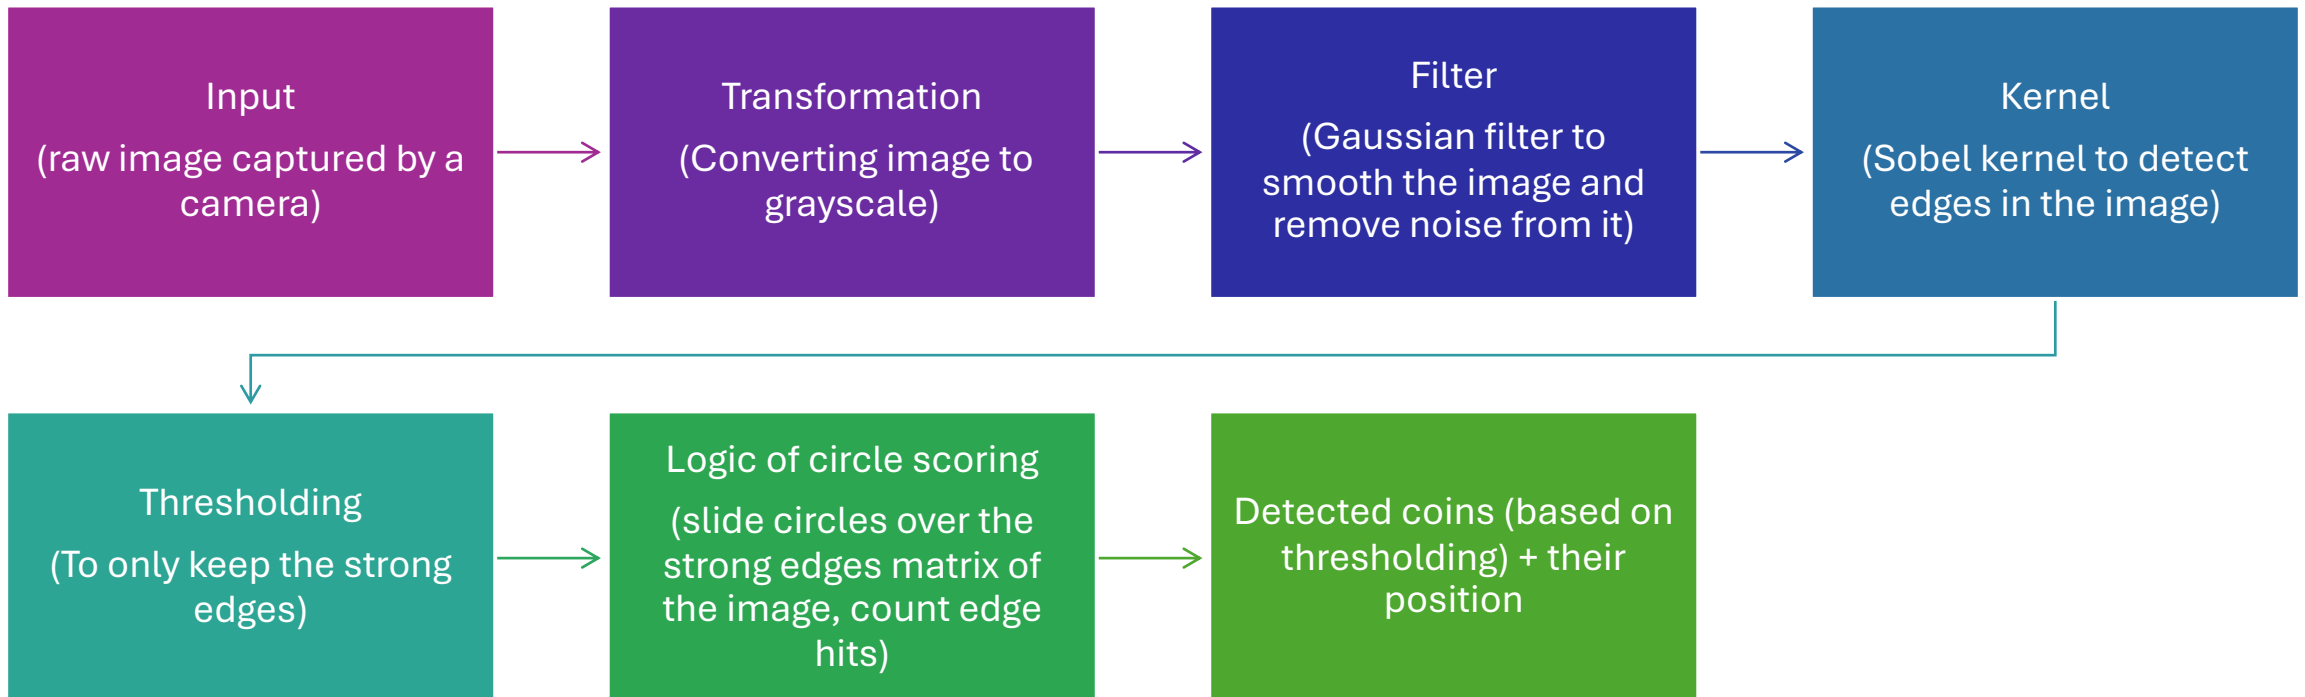 Input
(raw image captured by a
camera)
Transformation
(Converting image to
grayscale)
Filter
(Gaussian filter to
smooth the image and
remove noise from it)
Kernel
(Sobel kernel to detect
edges in the image)
Thresholding
(To only keep the strong
edges)
Logic of circle scoring
(slide circles over the
strong edges matrix of
the image, count edge
hits)
Detected coins (based on
thresholding) + their
position